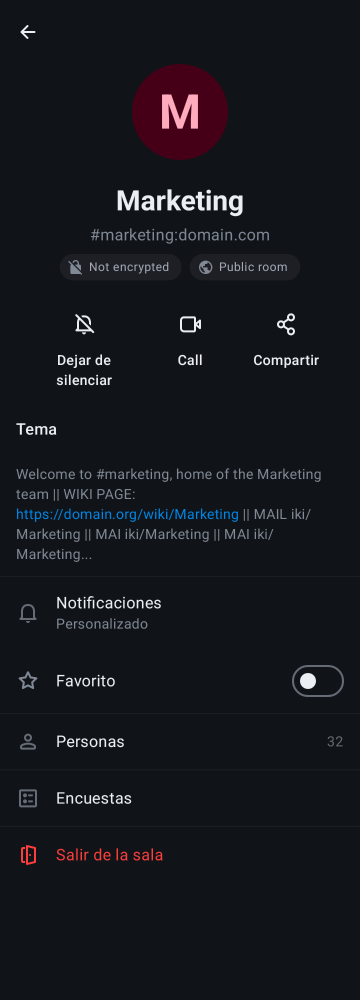 M
Marketing
#marketing:domain.com
Not encrypted
Public room
Dejar de
silenciar
Call
Compartir
Tema
Welcome to #marketing, home of the Marketing
team || WIKI PAGE:
https://domain.org/wiki/Marketing || MAIL iki/
Marketing || MAI iki/Marketing || MAI iki/
Marketing...
Notificaciones
Personalizado
Favorito
Personas
32
Encuestas
Salir de la sala